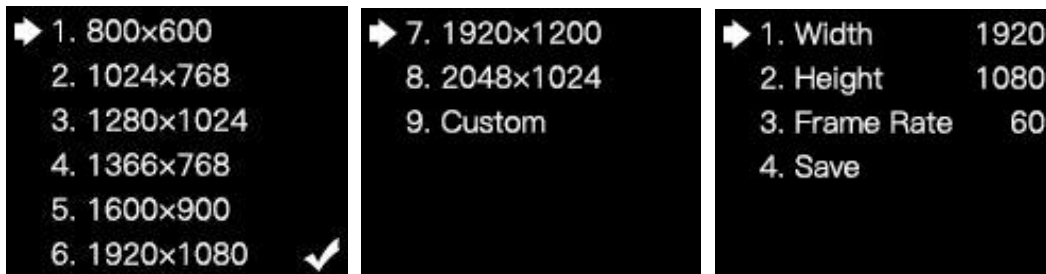 1. 800×600
2. 1024×768
3. 1280×1024
4. 1366×768
5. 1600×900
6. 1920×1080
7. 1920×1200
8. 2048×1024
9. Custom
1. Width 1920
2. Height 1080
3. Frame Rate 60
4. Save